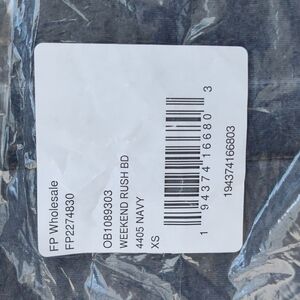 FP Wholesale
FP2274830
OB1089303
WEEKEND RUSH BD
4405 NAVY
XS
1 94374 16680 3
194374166803